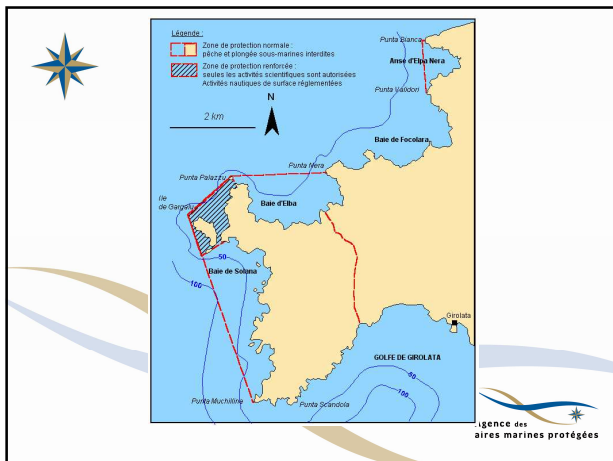 Légende :
Zone de protection normale :
pêche et plongée sous-marines interdites
Zone de protection renforcée :
seules les activités scientifiques sont autorisées
Activités nautiques de surface réglementées
N
2 km
Punta Bianca
Anse d'Elpa Nera
Punta Validori
Baie de Focolara
Punta Nera
Punta Palazzu
Ile
de Gargalu
Baie d'Elba
50
Baie de Solana
100
Girolata
GOLFE DE GIROLATA
50
100
Punta Muchillina
Punta Scandola
gence des
aires marines protégées